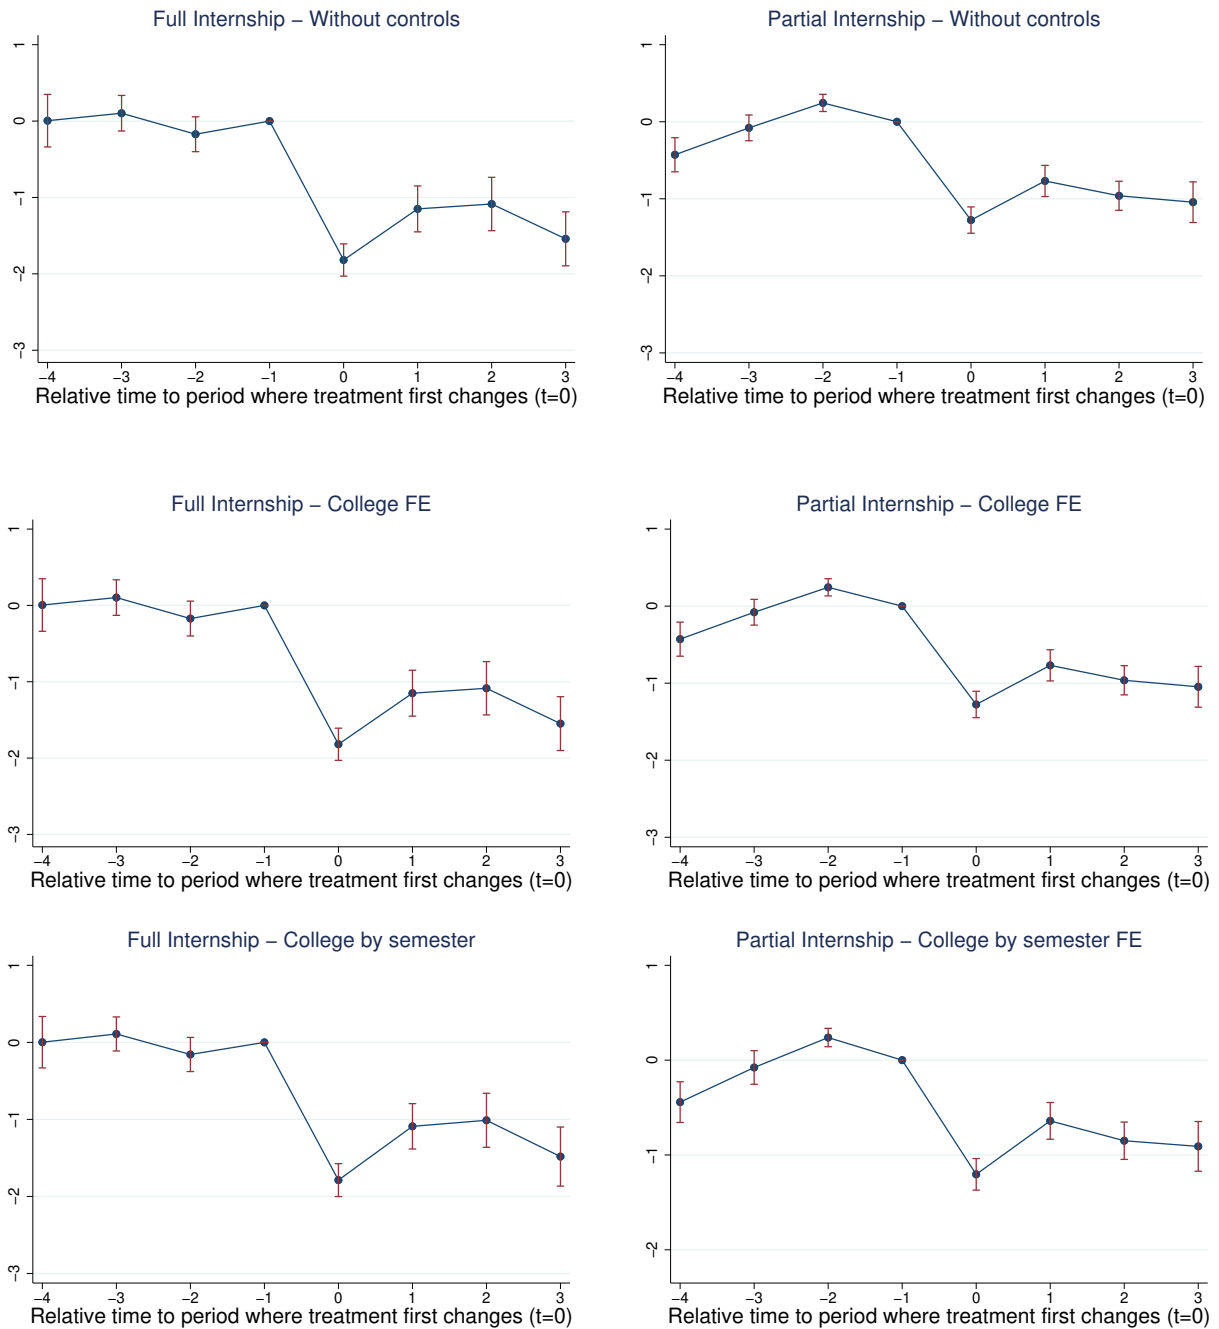 Full Internship − Without controls
1
0
−1
−2
−3
−4 −3 −2 −1 0 1 2 3
Relative time to period where treatment first changes (t=0)
Partial Internship − Without controls
1
0
−1
−2
−3
−4 −3 −2 −1 0 1 2 3
Relative time to period where treatment first changes (t=0)
Full Internship − College FE
1
0
−1
−2
−3
−4 −3 −2 −1 0 1 2 3
Relative time to period where treatment first changes (t=0)
Partial Internship − College FE
1
0
−1
−2
−3
−4 −3 −2 −1 0 1 2 3
Relative time to period where treatment first changes (t=0)
Full Internship − College by semester
1
0
−1
−2
−3
−4 −3 −2 −1 0 1 2 3
Relative time to period where treatment first changes (t=0)
Partial Internship − College by semester FE
1
0
−1
−2
−4 −3 −2 −1 0 1 2 3
Relative time to period where treatment first changes (t=0)